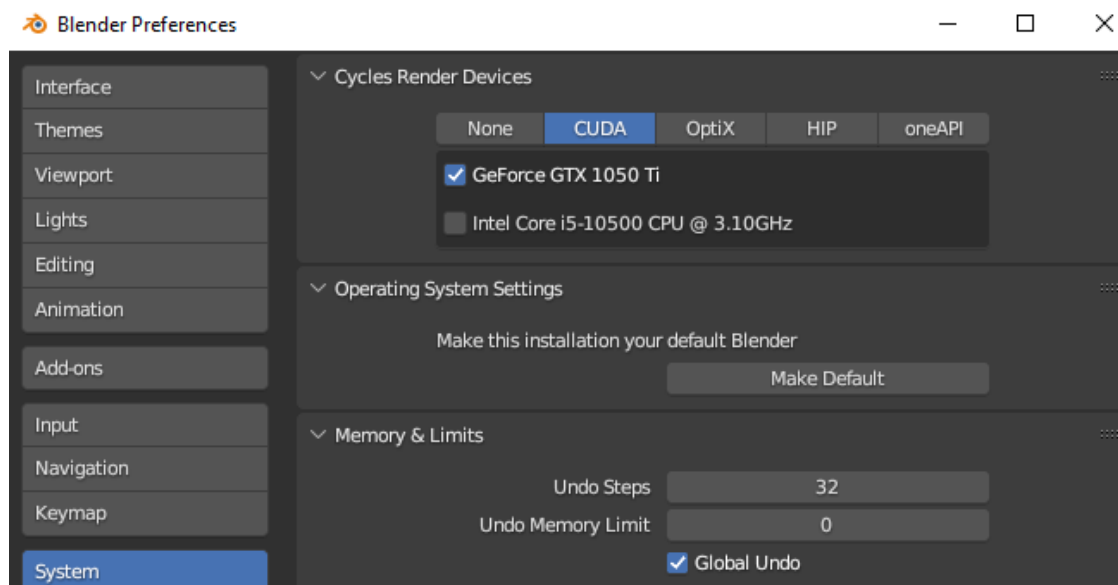 Blender Preferences
Interface
Themes
Viewport
Lights
Editing
Animation
Add-ons
Input
Navigation
Keymap
System
Cycles Render Devices
None CUDA OptiX HIP oneAPI
GeForce GTX 1050 Ti
Intel Core i5-10500 CPU @ 3.10GHz
Operating System Settings
Make this installation your default Blender
Make Default
Memory & Limits
Undo Steps 32
Undo Memory Limit 0
Global Undo